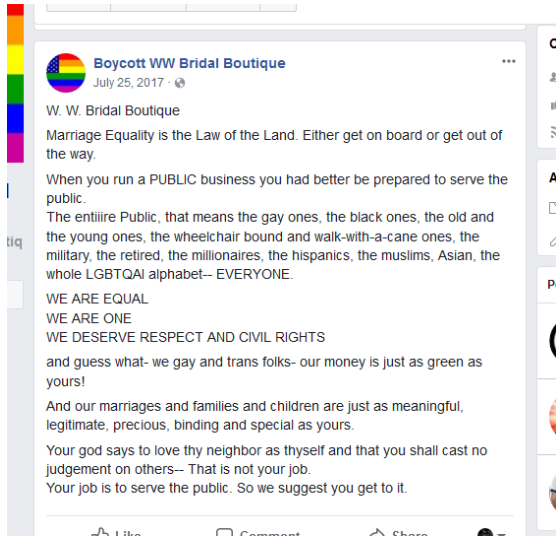 Boycott WW Bridal Boutique
July 25, 2017 ·
W. W. Bridal Boutique
Marriage Equality is the Law of the Land. Either get on board or get out of
the way.
When you run a PUBLIC business you had better be prepared to serve the
public.
The entiiire Public, that means the gay ones, the black ones, the old and
the young ones, the wheelchair bound and walk-with-a-cane ones, the
military, the retired, the millionaires, the hispanics, the muslims, Asian, the
whole LGBTQAI alphabet-- EVERYONE.
WE ARE EQUAL
WE ARE ONE
WE DESERVE RESPECT AND CIVIL RIGHTS
and guess what- we gay and trans folks- our money is just as green as
yours!
And our marriages and families and children are just as meaningful,
legitimate, precious, binding and special as yours.
Your god says to love thy neighbor as thyself and that you shall cast no
judgement on others-- That is not your job.
Your job is to serve the public. So we suggest you get to it.
Like Comment Share
tiq